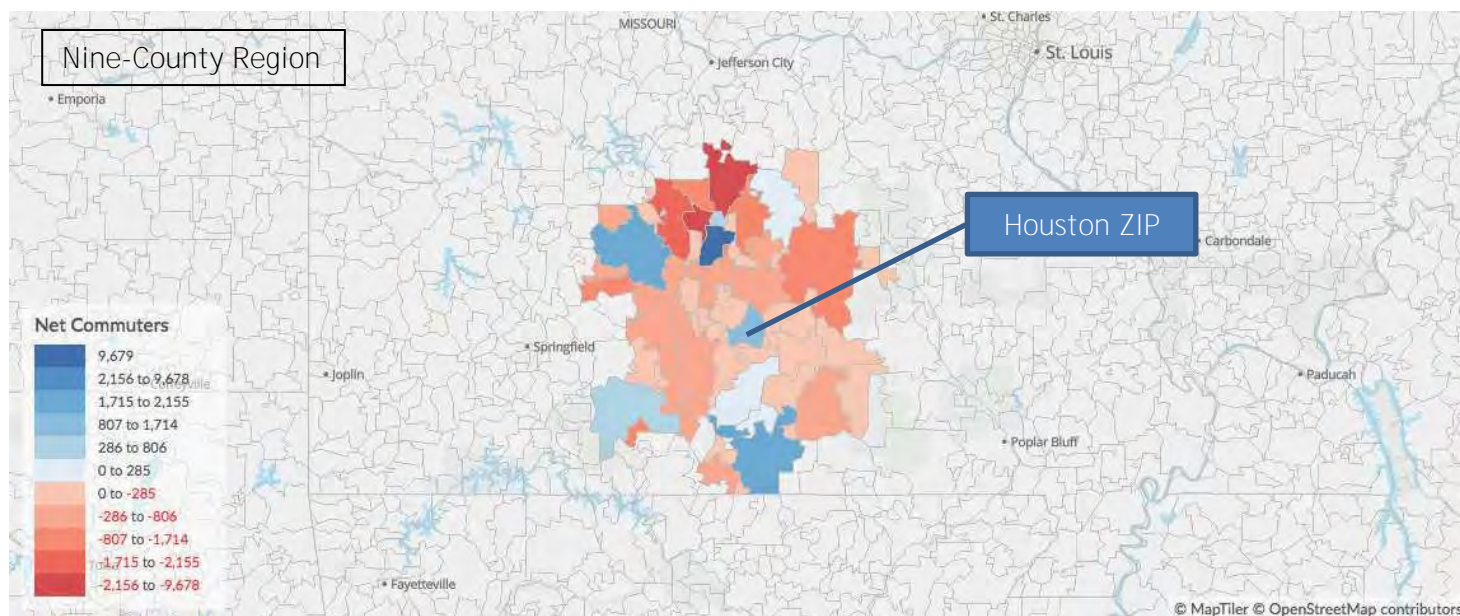 Nine-County Region
MISSOURI
St. Charles
St. Louis
Jefferson City
Emporia
Houston ZIP
Carbondale
Springfield
Joplin
Paducah
Poplar Bluff
Fayetteville
Net Commuters
9,679
2,156 to 9,678
1,715 to 2,155
807 to 1,714
286 to 806
0 to 285
0 to -285
-286 to -806
-807 to -1,714
-1,715 to -2,155
-2,156 to -9,678
© MapTiler © OpenStreetMap contributors